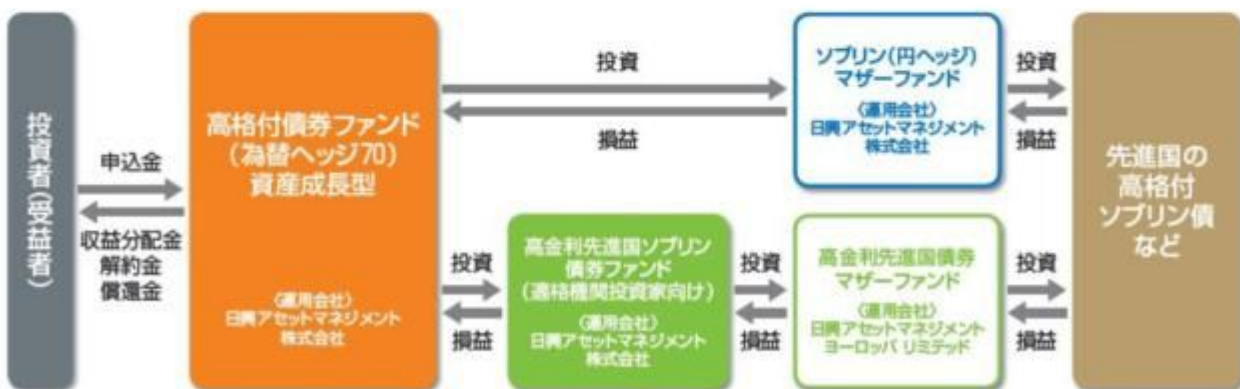 投資者(受益者)
申込金
収益分配金
解約金
償還金
高格付債券ファンド
(為替ヘッジ70)
資産成長型
〈運用会社〉
日興アセットマネジメント
株式会社
投資
損益
ソブリン(円ヘッジ)
マザーファンド
〈運用会社〉
日興アセットマネジメント
株式会社
投資
損益
投資
損益
高金利先進国ソブリン
債券ファンド
(適格機関投資家向け)
〈運用会社〉
日興アセットマネジメント
株式会社
投資
損益
高金利先進国債券
マザーファンド
〈運用会社〉
日興アセットマネジメント
ヨーロッパ リミテッド
投資
損益
先進国の
高格付
ソブリン債
など